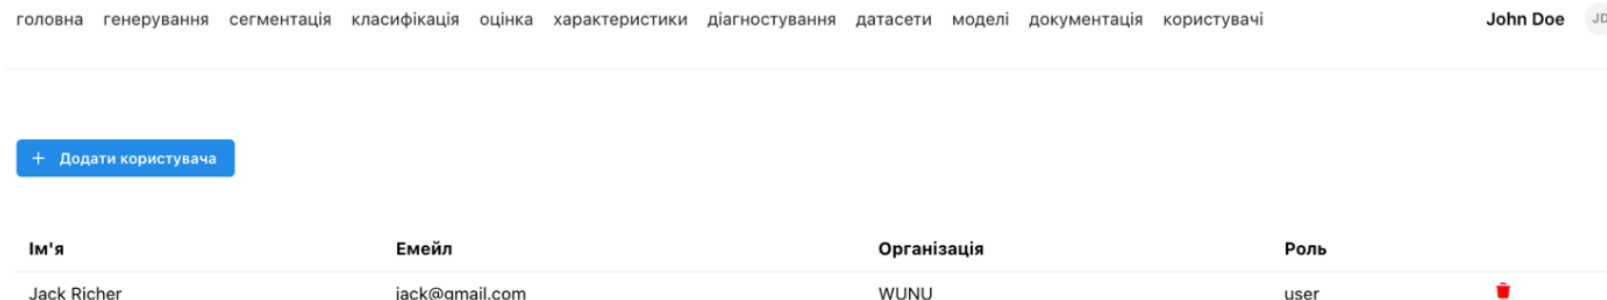 головна генерування сегментація класифікація оцінка характеристики діагностування датасети моделі документація користувачі John Doe JD
+ Додати користувача
Ім'я Емейл Організація Роль
Jack Richer jack@gmail.com WUNU user